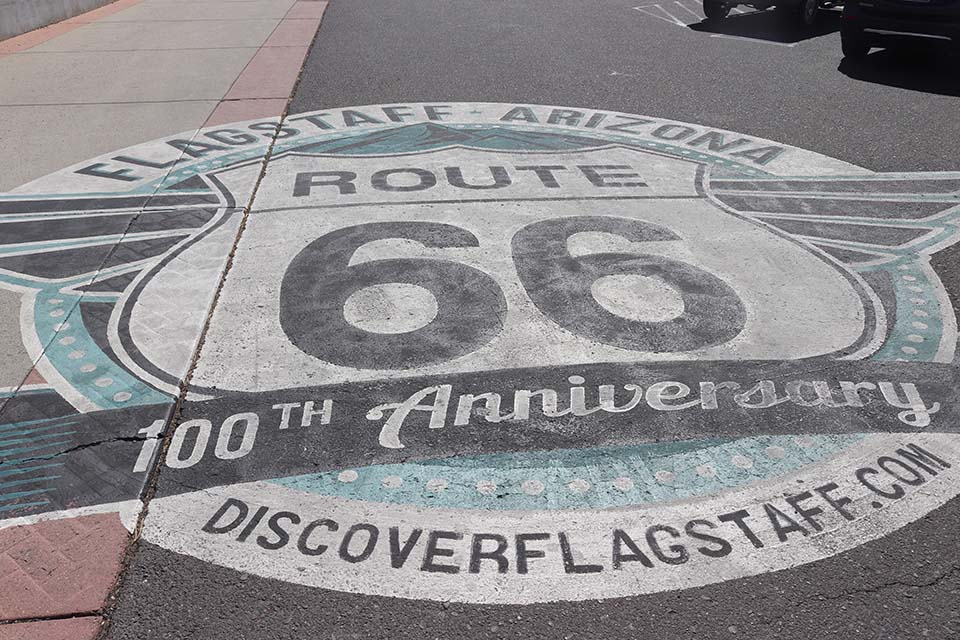 FLAGSTAFF · ARIZONA
ROUTE
66
100TH Anniversary
DISCOVERFLAGSTAFF.COM